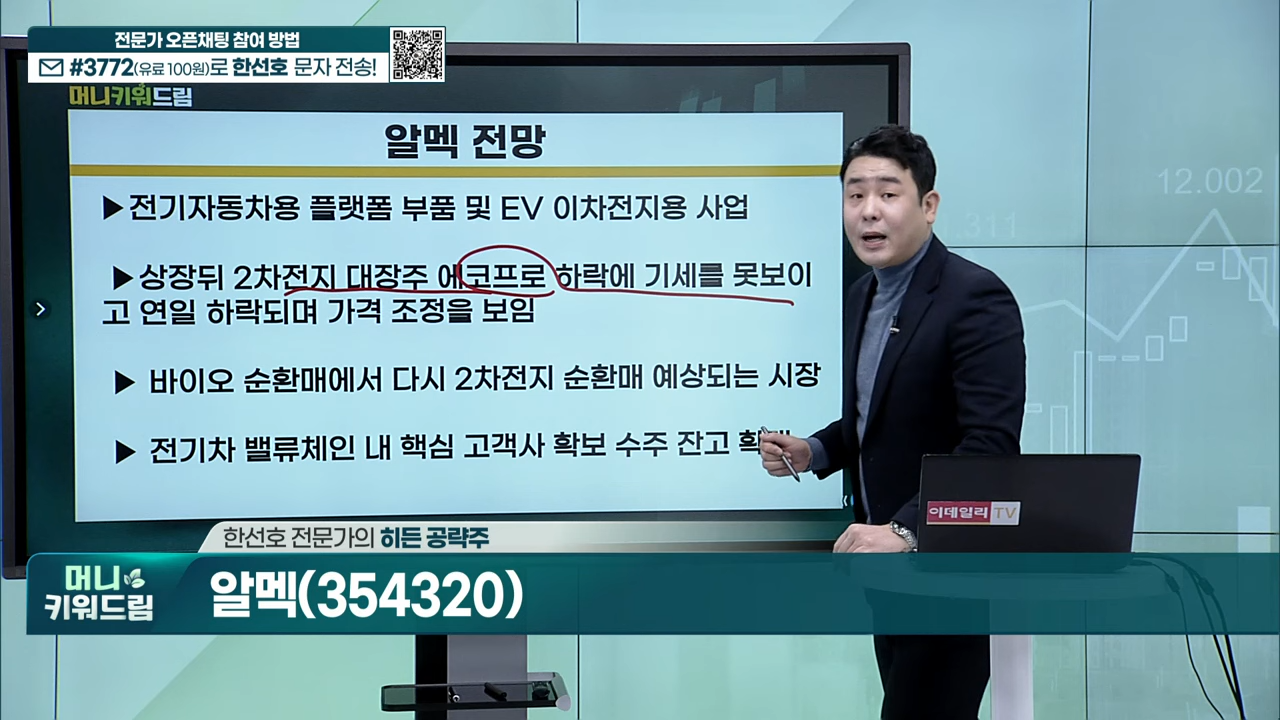 전문가 오픈채팅 참여 방법
#3772(유료 100원)로 한선호 문자 전송!
머니키워드림
알멕 전망
▶전기자동차용 플랫폼 부품 및 EV 이차전지용 사업
▶상장뒤 2차전지 대장주 에코프로 하락에 기세를 못보이
고 연일 하락되며 가격 조정을 보임
▶ 바이오 순환매에서 다시 2차전지 순환매 예상되는 시장
▶ 전기차 밸류체인 내 핵심 고객사 확보 수주 잔고
12.002
.311
이데일리TV
한선호 전문가의 히든 공략주
머니
키워드림
알멕(354320)